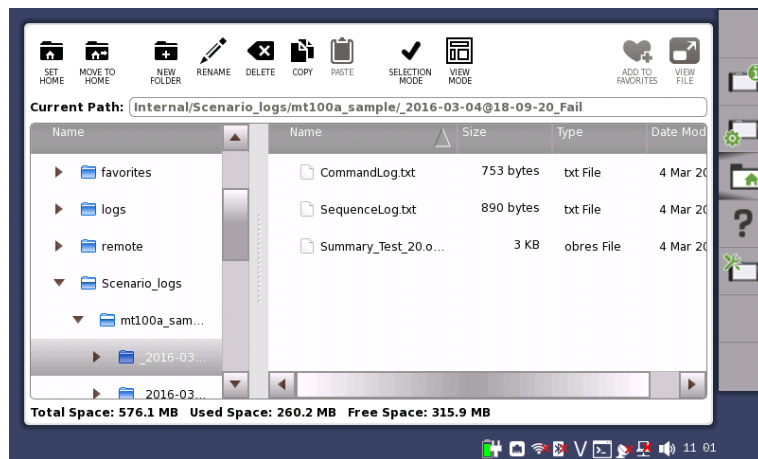 SET HOME
MOVE TO HOME
NEW FOLDER
RENAME
DELETE
COPY
PASTE
SELECTION MODE
VIEW MODE
ADD TO FAVORITES
VIEW FILE
Current Path: Internal/Scenario_logs/mt100a_sample/_2016-03-04@18-09-20_Fail
Name
favorites
logs
remote
Scenario_logs
mt100a_sam...
_2016-03...
_2016-03...
Name Size Type Date Mod
CommandLog.txt 753 bytes txt File 4 Mar 20
SequenceLog.txt 890 bytes txt File 4 Mar 20
Summary_Test_20.o... 3 KB obres File 4 Mar 20
Total Space: 576.1 MB Used Space: 260.2 MB Free Space: 315.9 MB
V 11 01